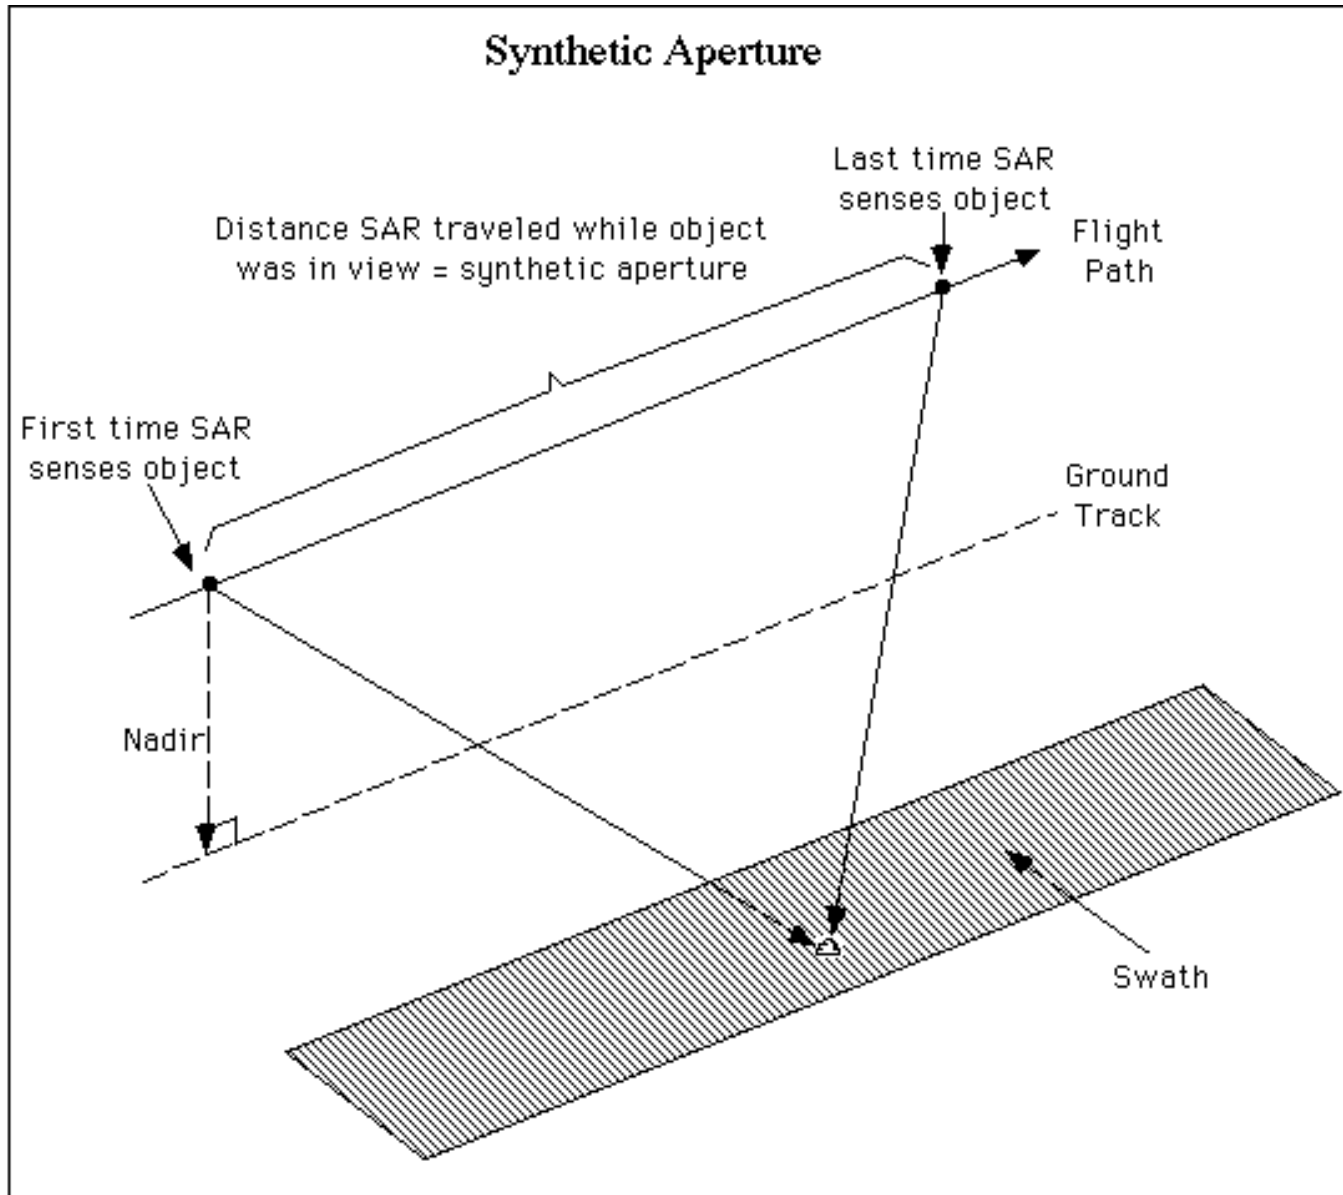 Synthetic Aperture
Last time SAR
senses object
Distance SAR traveled while object
was in view = synthetic aperture
Flight
Path
First time SAR
senses object
Ground
Track
Nadir
Swath